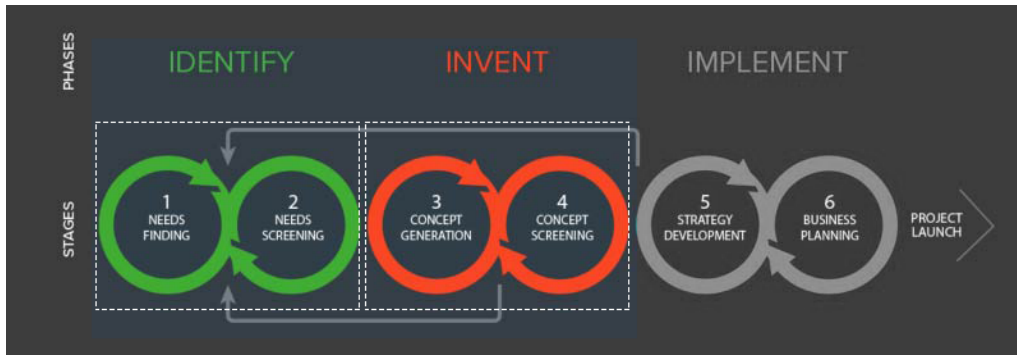 PHASES
IDENTIFY
INVENT
IMPLEMENT
STAGES
1
NEEDS
FINDING
2
NEEDS
SCREENING
3
CONCEPT
GENERATION
4
CONCEPT
SCREENING
5
STRATEGY
DEVELOPMENT
6
BUSINESS
PLANNING
PROJECT
LAUNCH